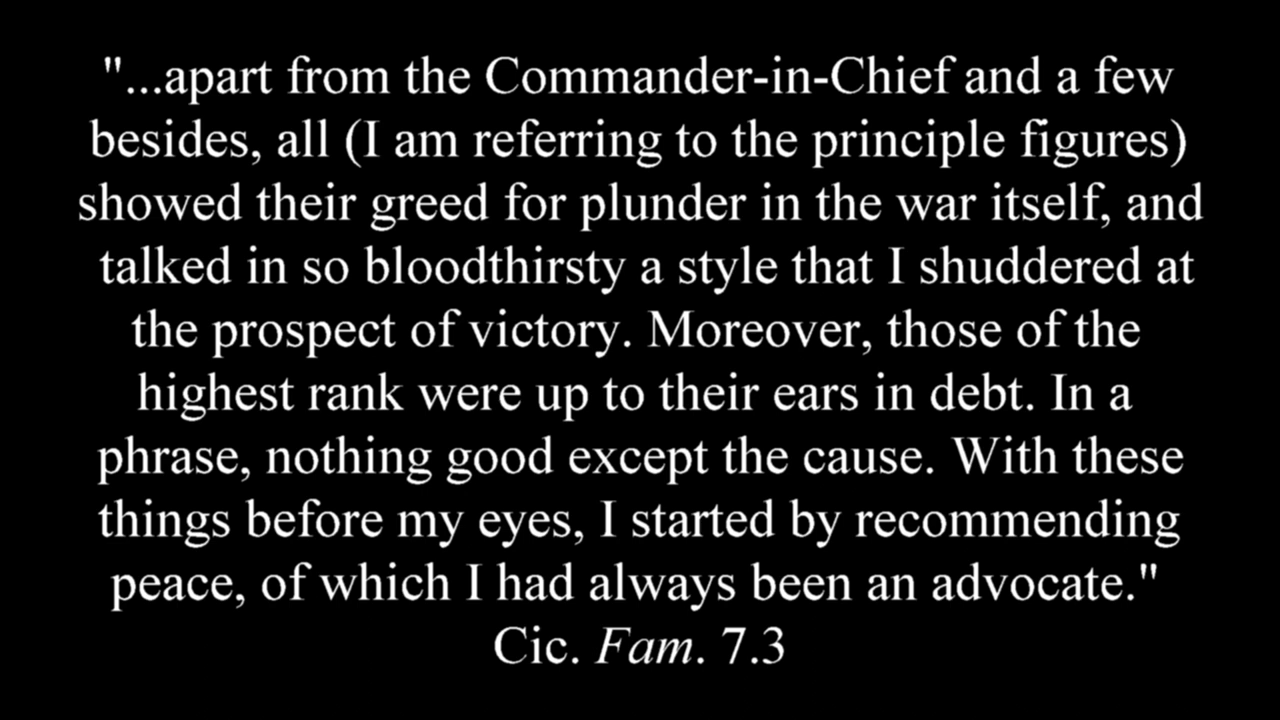 "...apart from the Commander-in-Chief and a few
besides, all (I am referring to the principle figures)
showed their greed for plunder in the war itself, and
talked in so bloodthirsty a style that I shuddered at
the prospect of victory. Moreover, those of the
highest rank were up to their ears in debt. In a
phrase, nothing good except the cause. With these
things before my eyes, I started by recommending
peace, of which I had always been an advocate."
Cic. Fam. 7.3